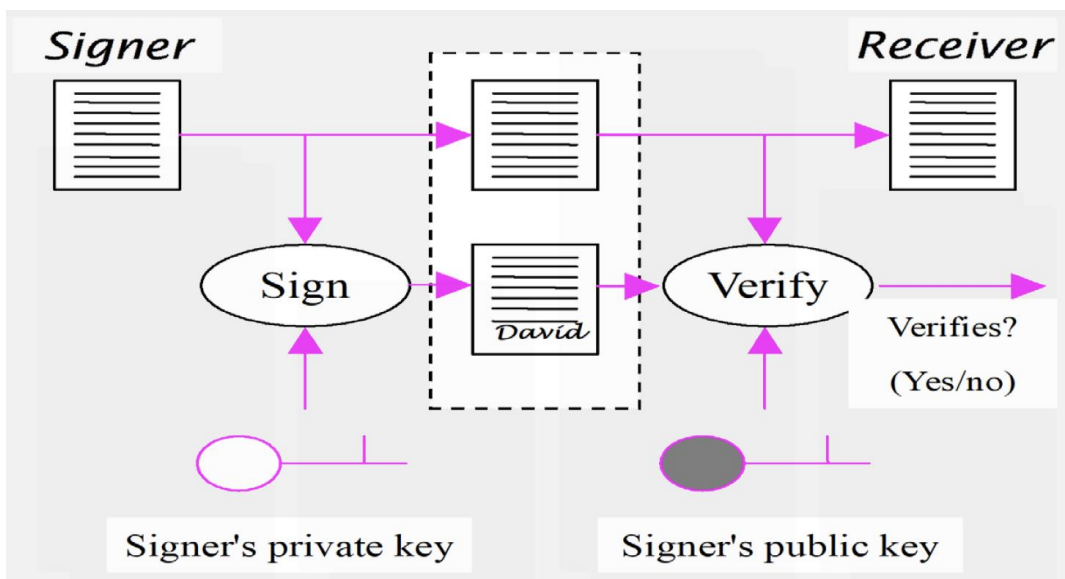 Signer
Receiver
Sign
Verify
David
Verifies?
(Yes/no)
Signer's private key
Signer's public key